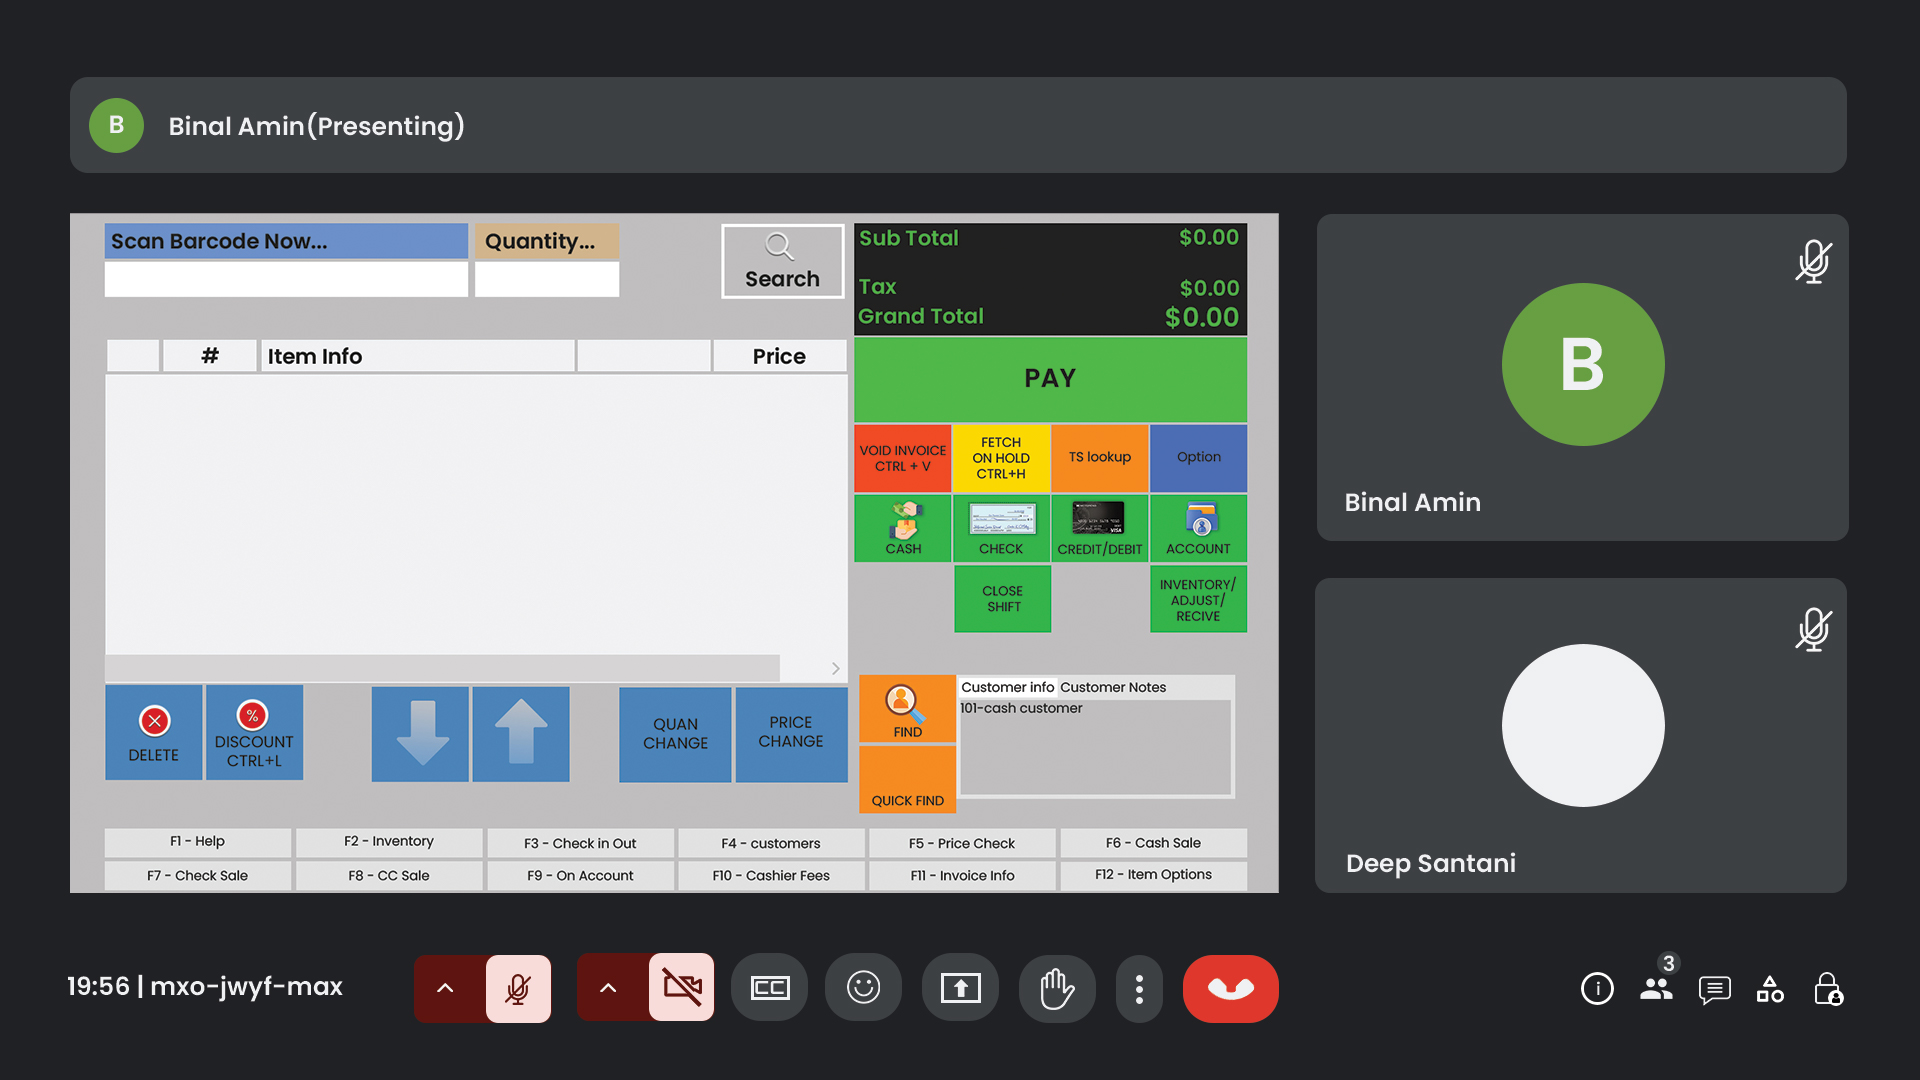 B
Binal Amin(Presenting)
Scan Barcode Now...
Quantity...
Search
Sub Total $0.00
Tax $0.00
Grand Total $0.00
# Item Info Price
PAY
VOID INVOICE
CTRL + V
FETCH
ON HOLD
CTRL+H
TS lookup
Option
CASH
CHECK
CREDIT/DEBIT
ACCOUNT
CLOSE
SHIFT
INVENTORY/
ADJUST/
RECIVE
DELETE
DISCOUNT
CTRL+L
QUAN
CHANGE
PRICE
CHANGE
FIND
QUICK FIND
Customer info Customer Notes
101-cash customer
F1 - Help
F2 - Inventory
F3 - Check in Out
F4 - customers
F5 - Price Check
F6 - Cash Sale
F7 - Check Sale
F8 - CC Sale
F9 - On Account
F10 - Cashier Fees
F11 - Invoice Info
F12 - Item Options
B
Binal Amin
Deep Santani
19:56 | mxo-jwyf-max
CC
3